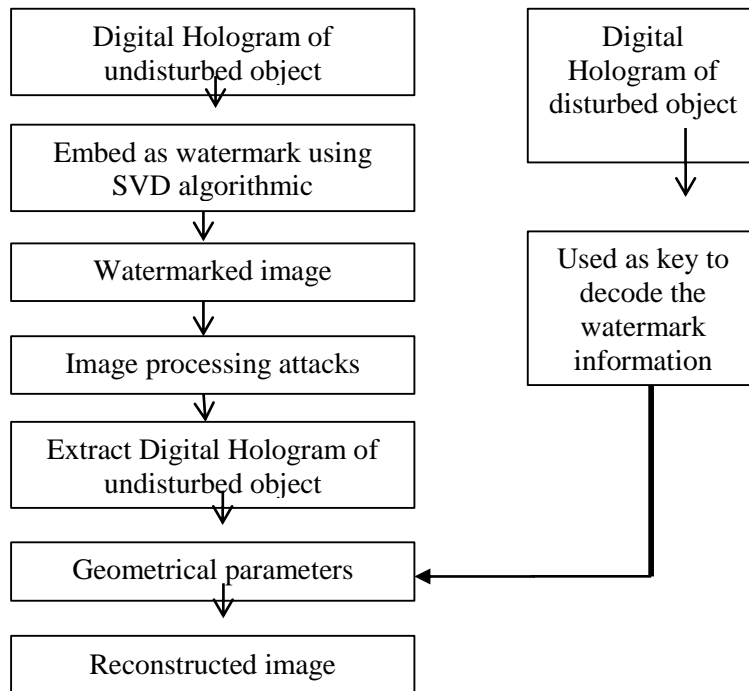 Digital Hologram of
undisturbed object
Embed as watermark using
SVD algorithmic
Watermarked image
Image processing attacks
Extract Digital Hologram of
undisturbed object
Geometrical parameters
Reconstructed image
Digital
Hologram of
disturbed object
Used as key to
decode the
watermark
information